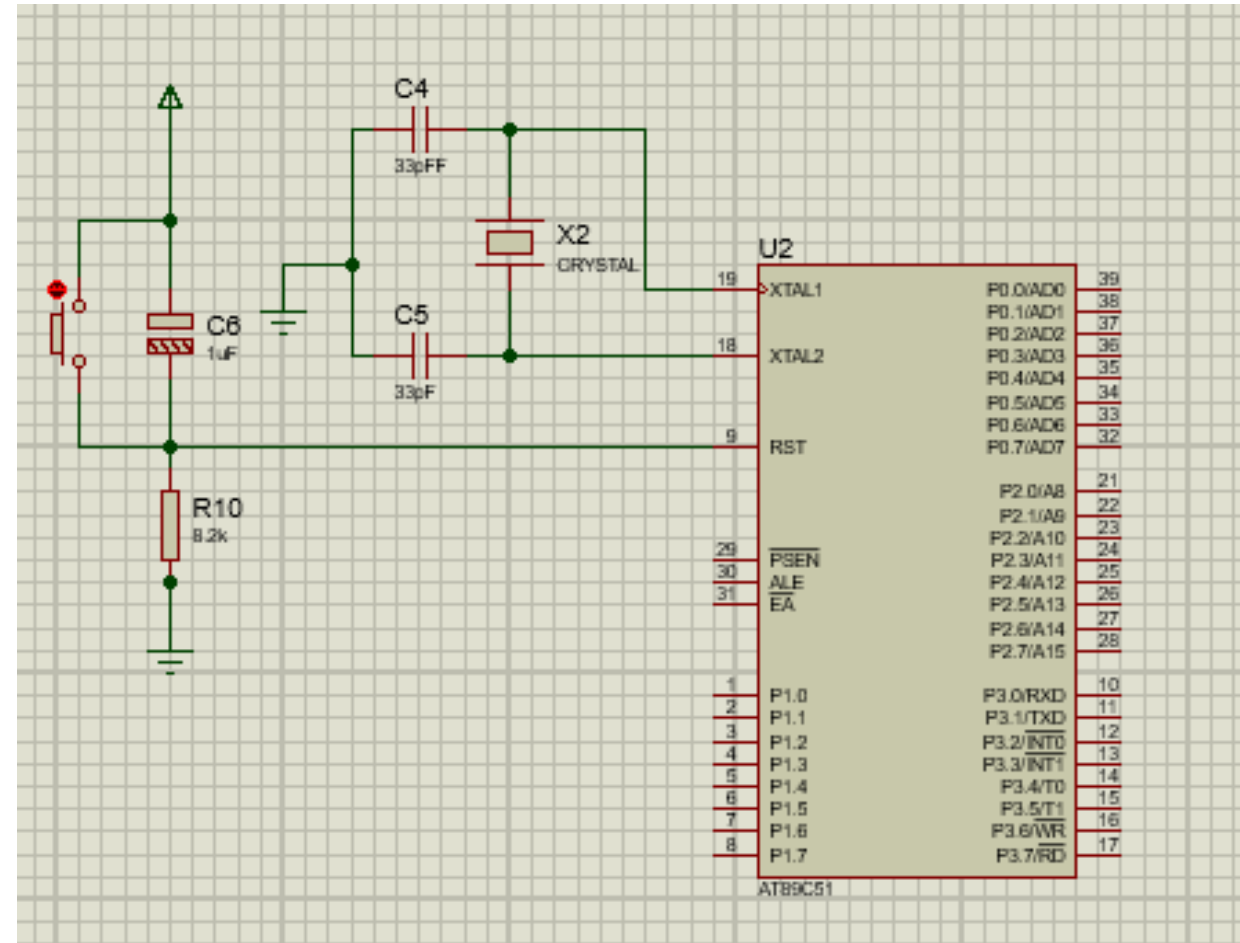 C4
33pFF
X2
CRYSTAL
C5
33pF
C6
1uF
R10
8.2k
U2
19 XTAL1
18 XTAL2
9 RST
29 PSEN
30 ALE
31 EA
1 P1.0
2 P1.1
3 P1.2
4 P1.3
5 P1.4
6 P1.5
7 P1.6
8 P1.7
P0.0/AD0 39
P0.1/AD1 38
P0.2/AD2 37
P0.3/AD3 36
P0.4/AD4 35
P0.5/AD5 34
P0.6/AD6 33
P0.7/AD7 32
P2.0/A8 21
P2.1/A9 22
P2.2/A10 23
P2.3/A11 24
P2.4/A12 25
P2.5/A13 26
P2.6/A14 27
P2.7/A15 28
P3.0/RXD 10
P3.1/TXD 11
P3.2/INT0 12
P3.3/INT1 13
P3.4/T0 14
P3.5/T1 15
P3.6/WR 16
P3.7/RD 17
AT89C51